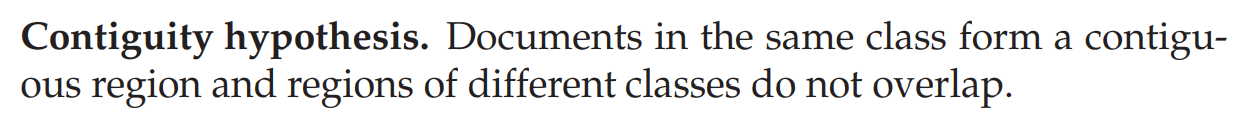 Contiguity hypothesis. Documents in the same class form a contigu-
ous region and regions of different classes do not overlap.